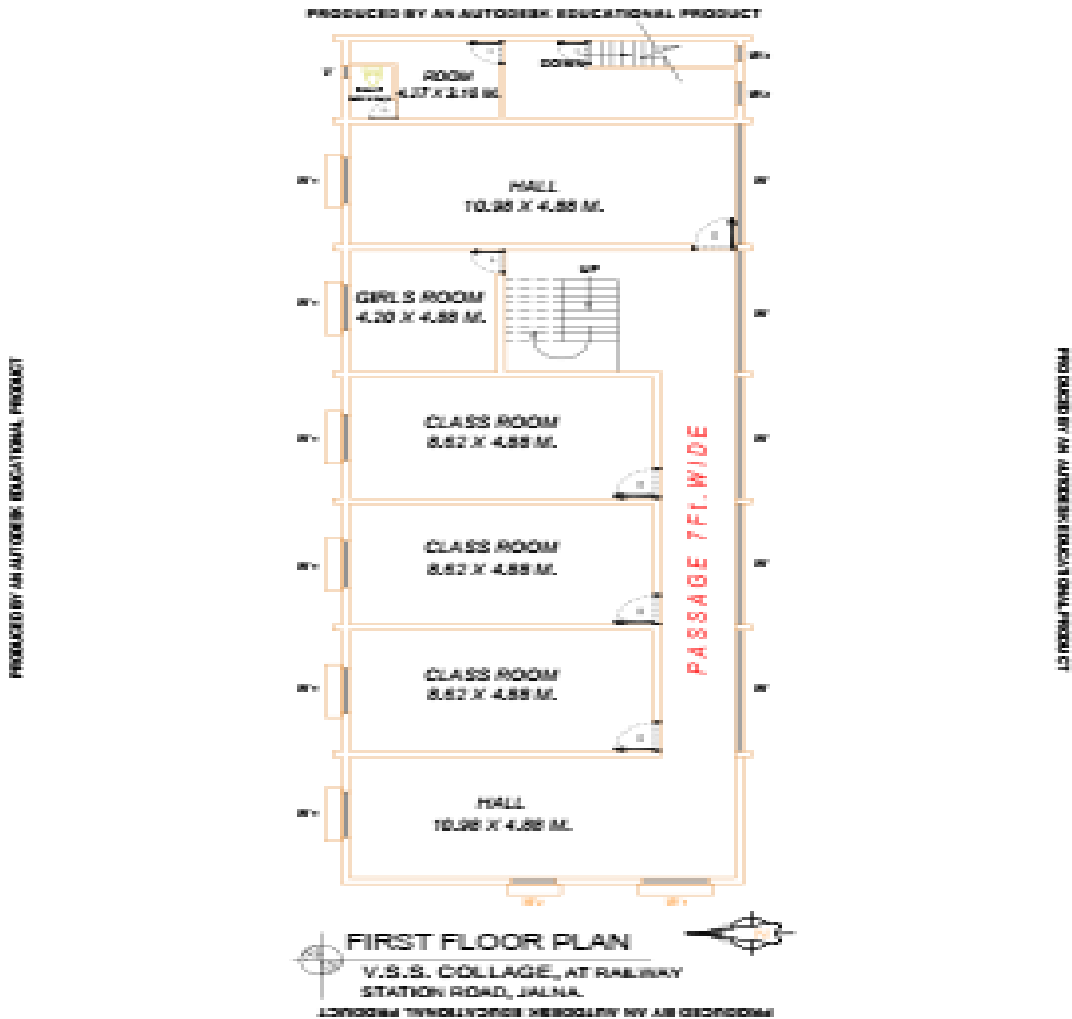 PRODUCED BY AN AUTODESK EDUCATIONAL PRODUCT
DOWN
ROOM
HALL
10.98 X 4.88 M.
UP
GIRLS ROOM
4.28 X 4.88 M.
CLASS ROOM
8.62 X 4.88 M.
CLASS ROOM
8.62 X 4.88 M.
CLASS ROOM
8.62 X 4.88 M.
PASSAGE 7Ft. WIDE
HALL
10.98 X 4.88 M.
N
FIRST FLOOR PLAN
V.S.S. COLLAGE, AT RAILWAY
STATION ROAD, JALNA.
PRODUCED BY AN AUTODESK EDUCATIONAL PRODUCT
PRODUCED BY AN AUTODESK EDUCATIONAL PRODUCT
PRODUCED BY AN AUTODESK EDUCATIONAL PRODUCT